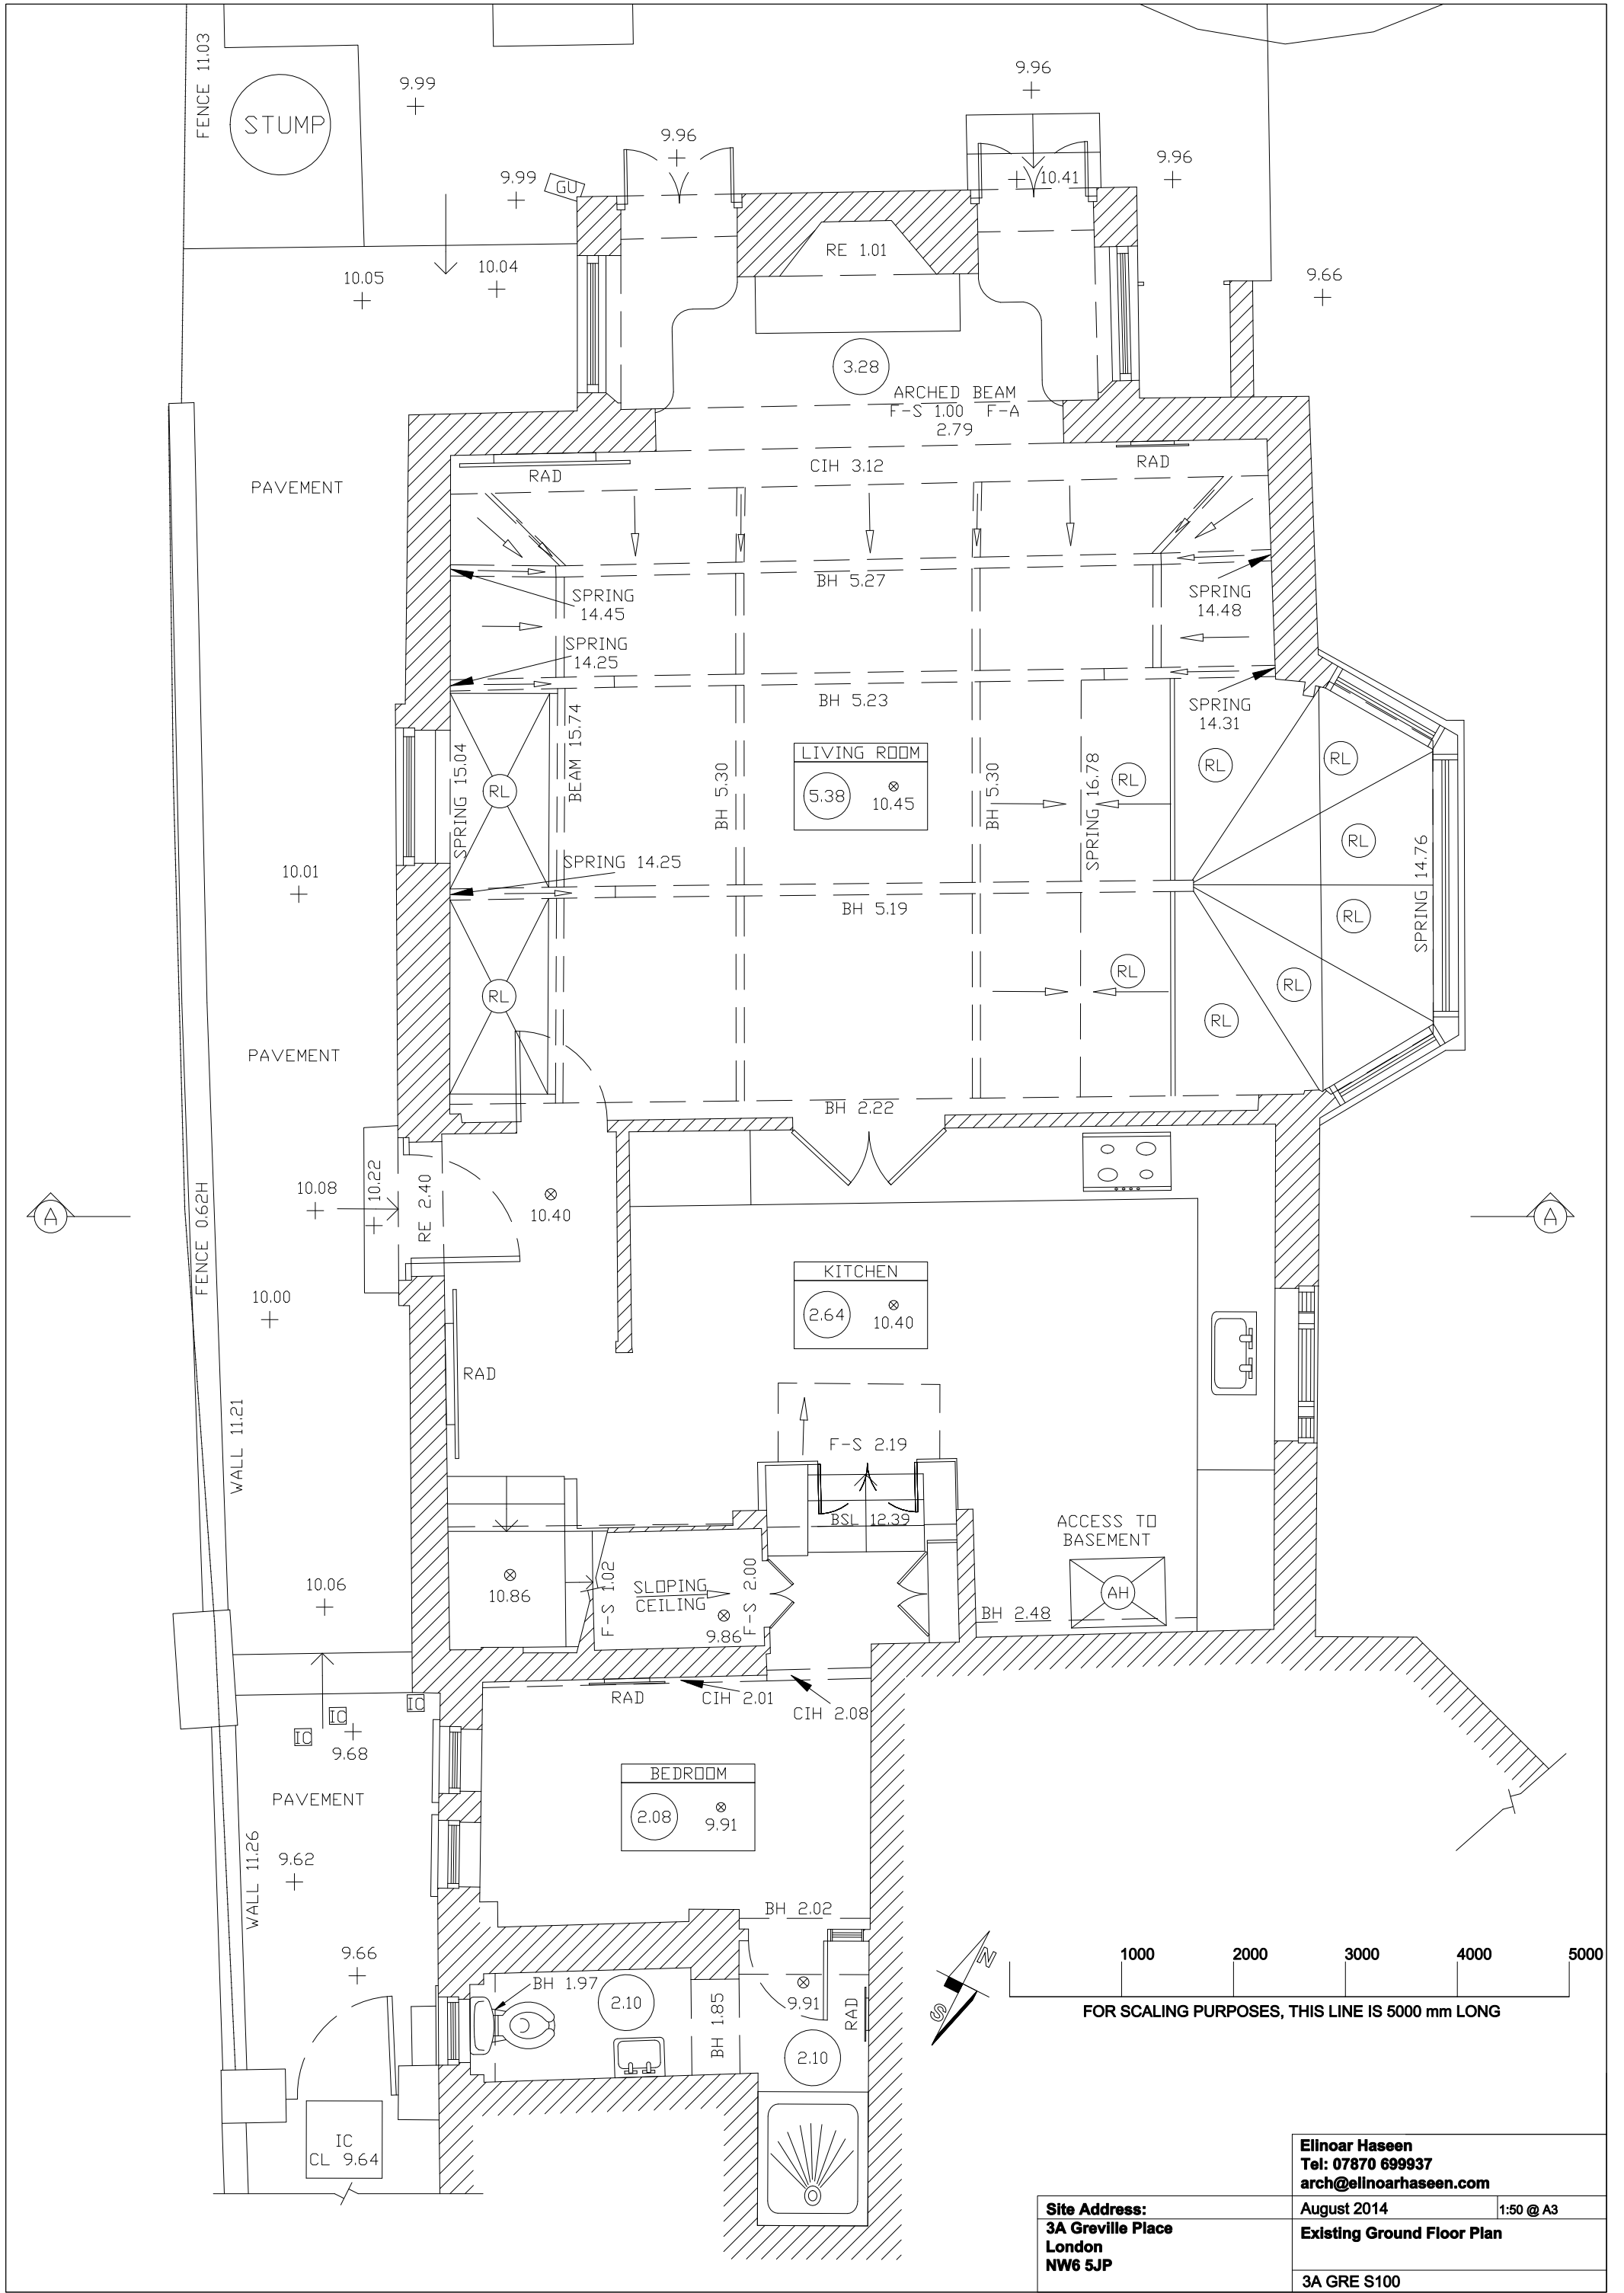 FENCE 11.03
STUMP
9.99
9.96
9.96
9.96
9.99
GU
10.41
RE 1.01
10.05
10.04
9.66
3.28
ARCHED BEAM
F-S 1.00 F-A
2.79
PAVEMENT
RAD
CIH 3.12
RAD
BH 5.27
SPRING
14.45
SPRING
14.48
SPRING
14.25
BH 5.23
SPRING
14.31
SPRING 15.04
RL
BEAM 15.74
BH 5.30
LIVING ROOM
5.38
10.45
BH 5.30
SPRING 16.78
RL
RL
RL
RL
SPRING 14.76
10.01
SPRING 14.25
BH 5.19
RL
RL
RL
RL
RL
PAVEMENT
BH 2.22
FENCE 0.62H
10.08
10.22
RE 2.40
10.40
A
A
KITCHEN
2.64
10.40
10.00
RAD
WALL 11.21
F-S 2.19
BSL 12.39
ACCESS TO
BASEMENT
AH
10.06
10.86
F-S 1.02
SLOPING
CEILING
9.86
F-S 2.00
BH 2.48
RAD
CIH 2.01
CIH 2.08
IC
IC
IC
9.68
PAVEMENT
BEDROOM
2.08
9.91
9.62
WALL 11.26
BH 2.02
9.66
BH 1.97
2.10
BH 1.85
9.91
RAD
2.10
N
S
1000
2000
3000
4000
5000
FOR SCALING PURPOSES, THIS LINE IS 5000 mm LONG
IC
CL 9.64
Elinoar Haseen
Tel: 07870 699937
arch@elinoarhaseen.com
Site Address:
August 2014
1:50 @ A3
3A Greville Place
London
NW6 5JP
Existing Ground Floor Plan
3A GRE S100